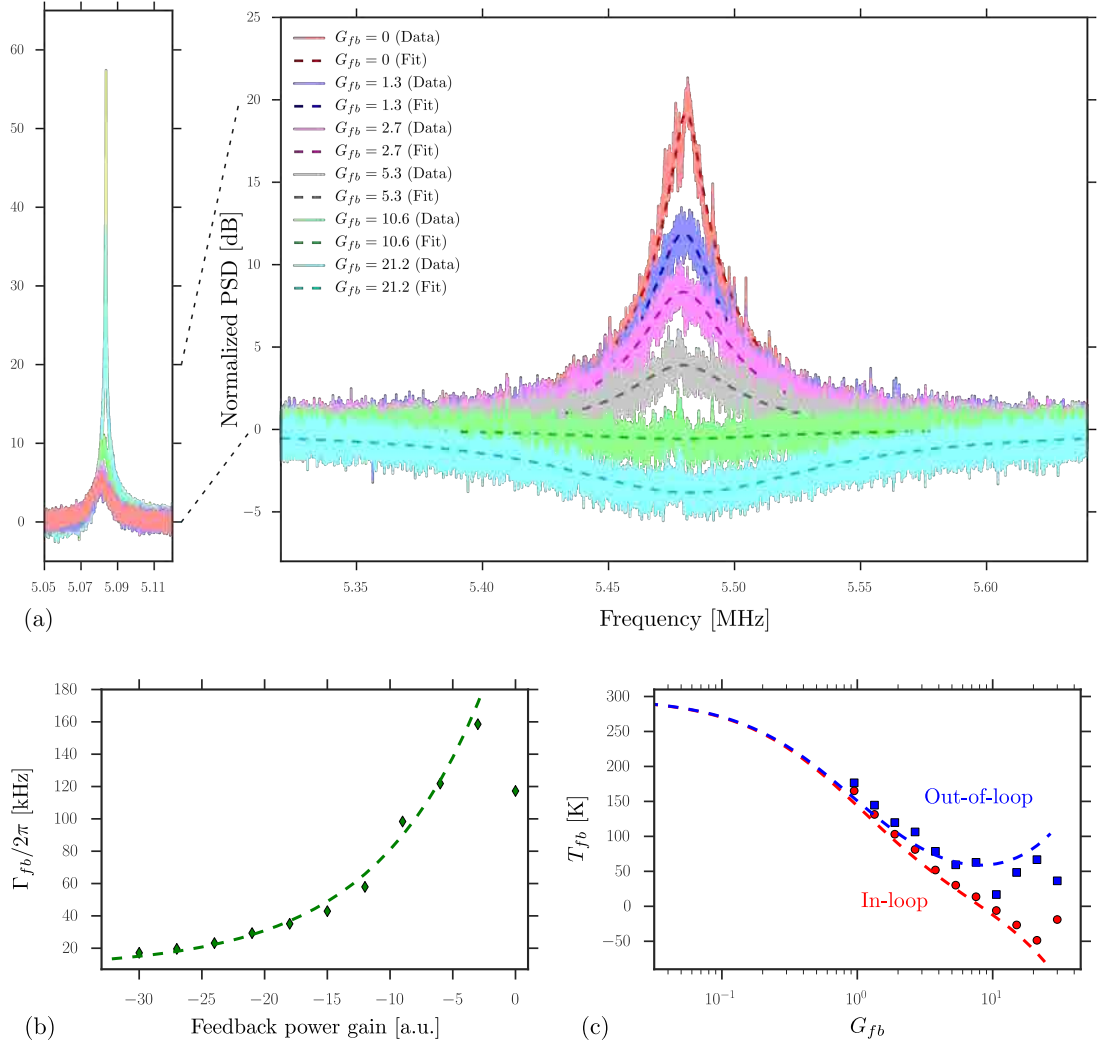 60
50
40
30
20
10
0
5.05 5.07 5.09 5.11
(a)
Normalized PSD [dB]
25
20
15
10
5
0
−5
G_fb = 0 (Data)
G_fb = 0 (Fit)
G_fb = 1.3 (Data)
G_fb = 1.3 (Fit)
G_fb = 2.7 (Data)
G_fb = 2.7 (Fit)
G_fb = 5.3 (Data)
G_fb = 5.3 (Fit)
G_fb = 10.6 (Data)
G_fb = 10.6 (Fit)
G_fb = 21.2 (Data)
G_fb = 21.2 (Fit)
5.35 5.40 5.45 5.50 5.55 5.60
Frequency [MHz]
Γ_fb/2π [kHz]
180
160
140
120
100
80
60
40
20
−30 −25 −20 −15 −10 −5 0
(b)
Feedback power gain [a.u.]
T_fb [K]
300
250
200
150
100
50
0
−50
Out-of-loop
In-loop
10⁻¹ 10⁰ 10¹
(c)
G_fb